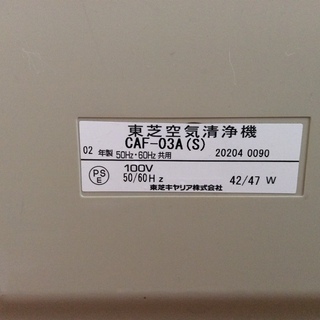 東芝空気清浄機
CAF-03A(S)
02 年製 50Hz・60Hz 共用 20204 0090
100V
PS E 50/60Hz 42/47 W
東芝キヤリア株式会社